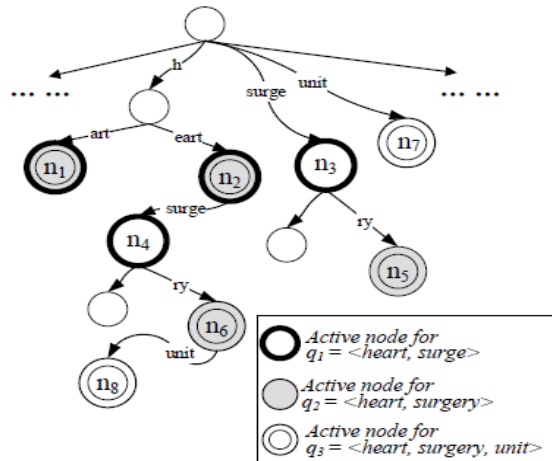 h
surge
unit
... ...
... ...
art
eart
n7
n1
n2
n3
surge
n4
ry
ry
n5
n6
unit
n8
Active node for
q1 = <heart, surge>
Active node for
q2 = <heart, surgery>
Active node for
q3 = <heart, surgery, unit>